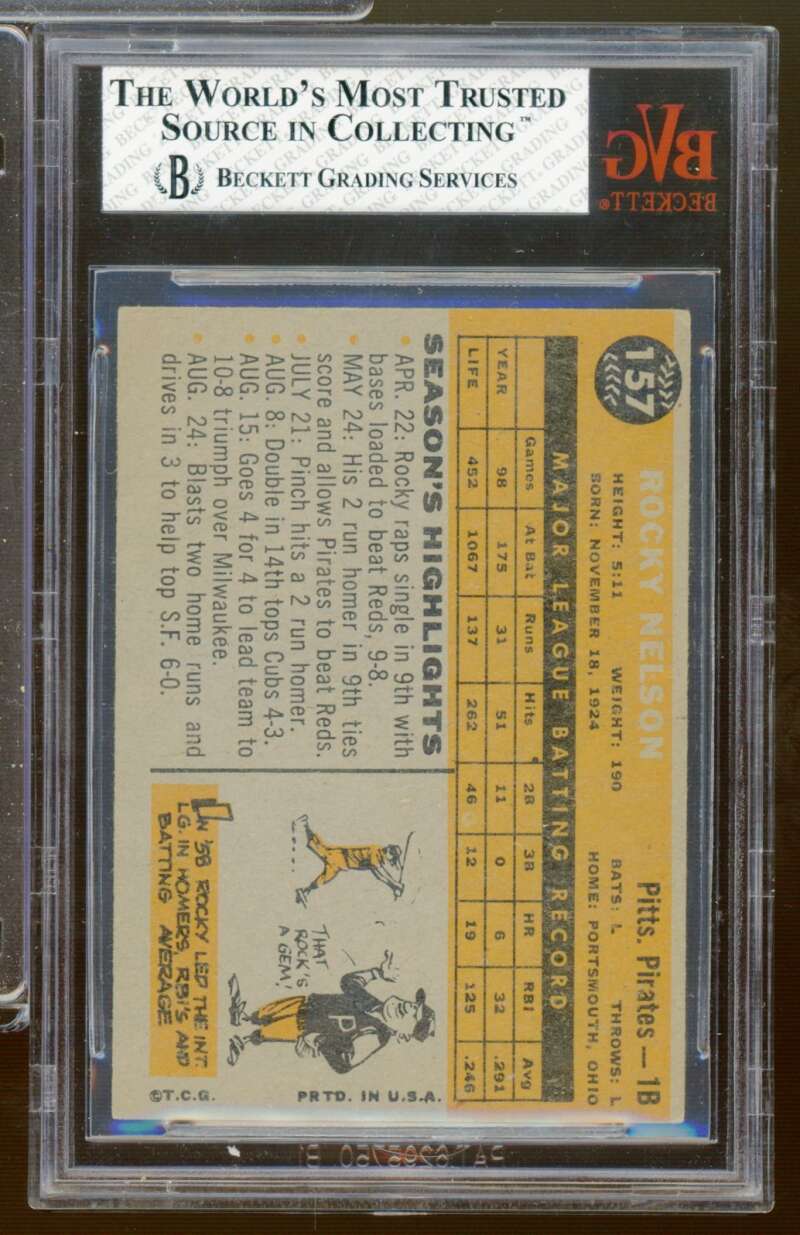 THE WORLD'S MOST TRUSTED
SOURCE IN COLLECTING™
B BECKETT GRADING SERVICES
BVG
BECKETT®
157
ROCKY NELSON
Pitts. Pirates — 1B
HEIGHT: 5:11 WEIGHT: 190 BATS: L THROWS: L
BORN: NOVEMBER 18, 1924 HOME: PORTSMOUTH, OHIO
MAJOR LEAGUE BATTING RECORD
Games At Bat Runs Hits 2B 3B HR RBI Avg
YEAR 98 175 31 51 11 0 6 32 .291
LIFE 452 1067 137 262 46 12 19 125 .246
SEASON'S HIGHLIGHTS
• APR. 22: Rocky raps single in 9th with
bases loaded to beat Reds, 9-8.
• MAY 24: His 2 run homer in 9th ties
score and allows Pirates to beat Reds.
• JULY 21: Pinch hits a 2 run homer.
• AUG. 8: Double in 14th tops Cubs 4-3.
• AUG. 15: Goes 4 for 4 to lead team to
10-8 triumph over Milwaukee.
• AUG. 24: Blasts two home runs and
drives in 3 to help top S.F. 6-0.
THAT
ROCK'S
A GEM!
P
IN '58 ROCKY LED THE INT.
LG. IN HOMERS, RBI'S AND
BATTING AVERAGE
©T.C.G.
PRTD. IN U.S.A.